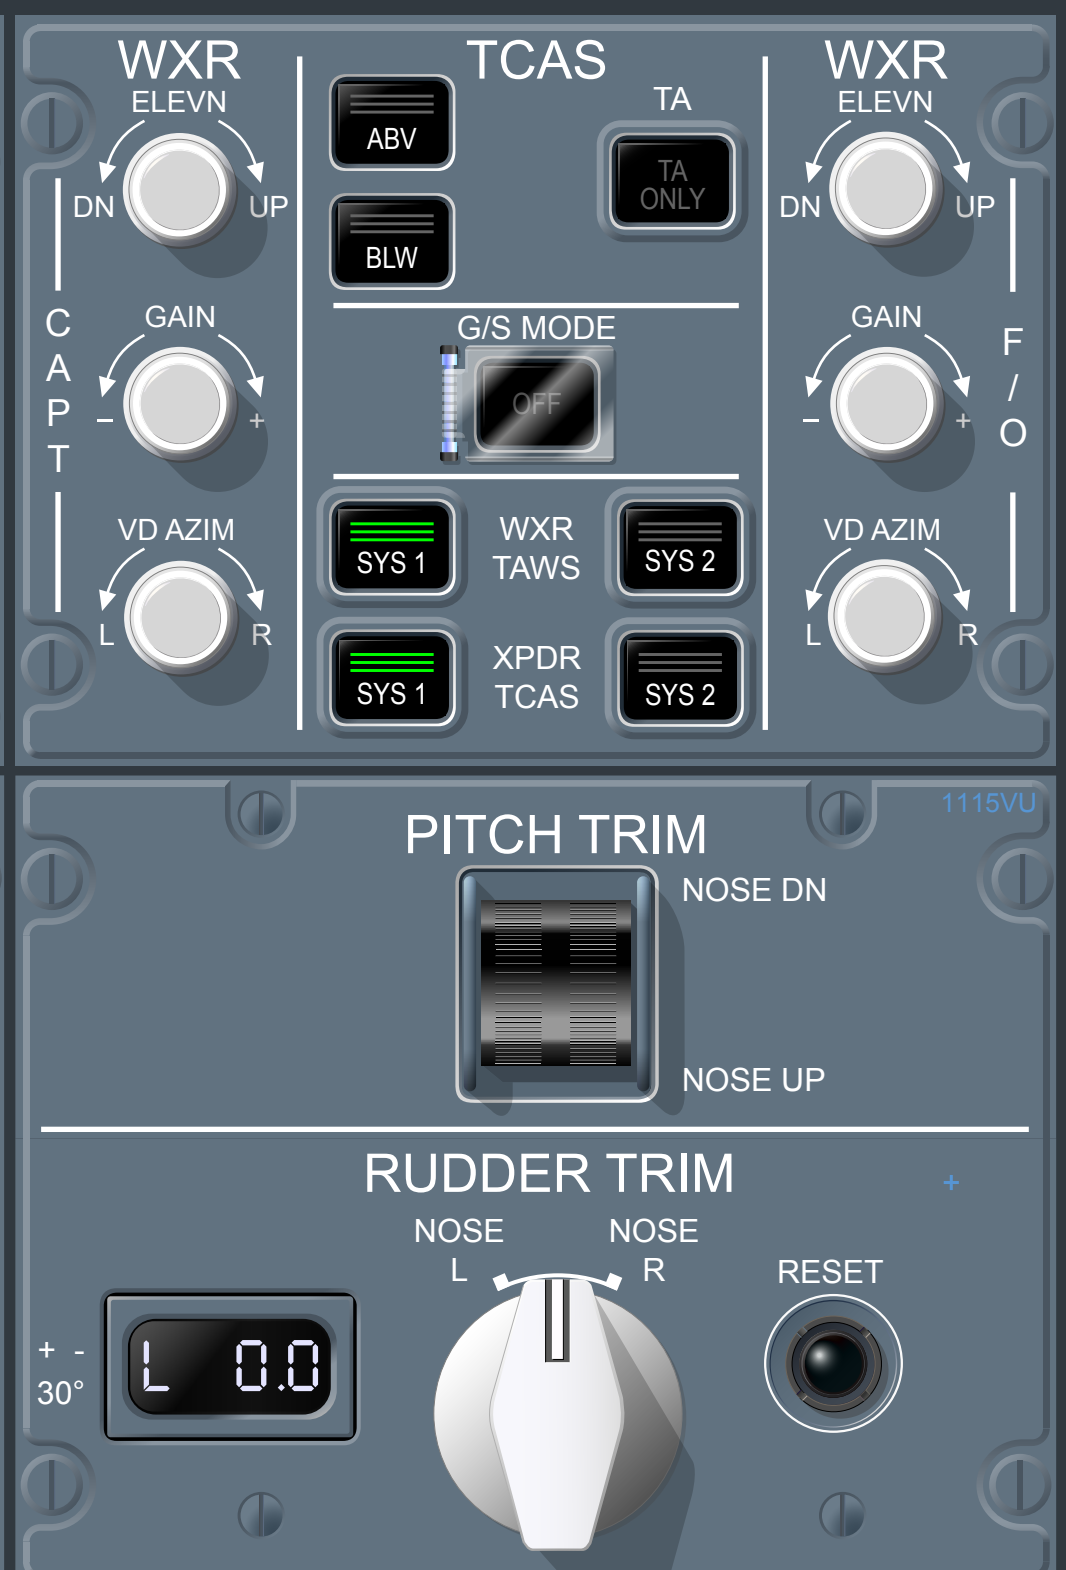 WXR
ELEVN
DN UP
GAIN
- +
VD AZIM
L R
CAPT
TCAS
ABV
TA
TA
ONLY
BLW
G/S MODE
OFF
SYS 1
WXR
TAWS
SYS 2
SYS 1
XPDR
TCAS
SYS 2
WXR
ELEVN
DN UP
GAIN
- +
VD AZIM
L R
F/O
1115VU
PITCH TRIM
NOSE DN
NOSE UP
RUDDER TRIM
+
NOSE
L
NOSE
R
RESET
+ -
30°
L 0.0